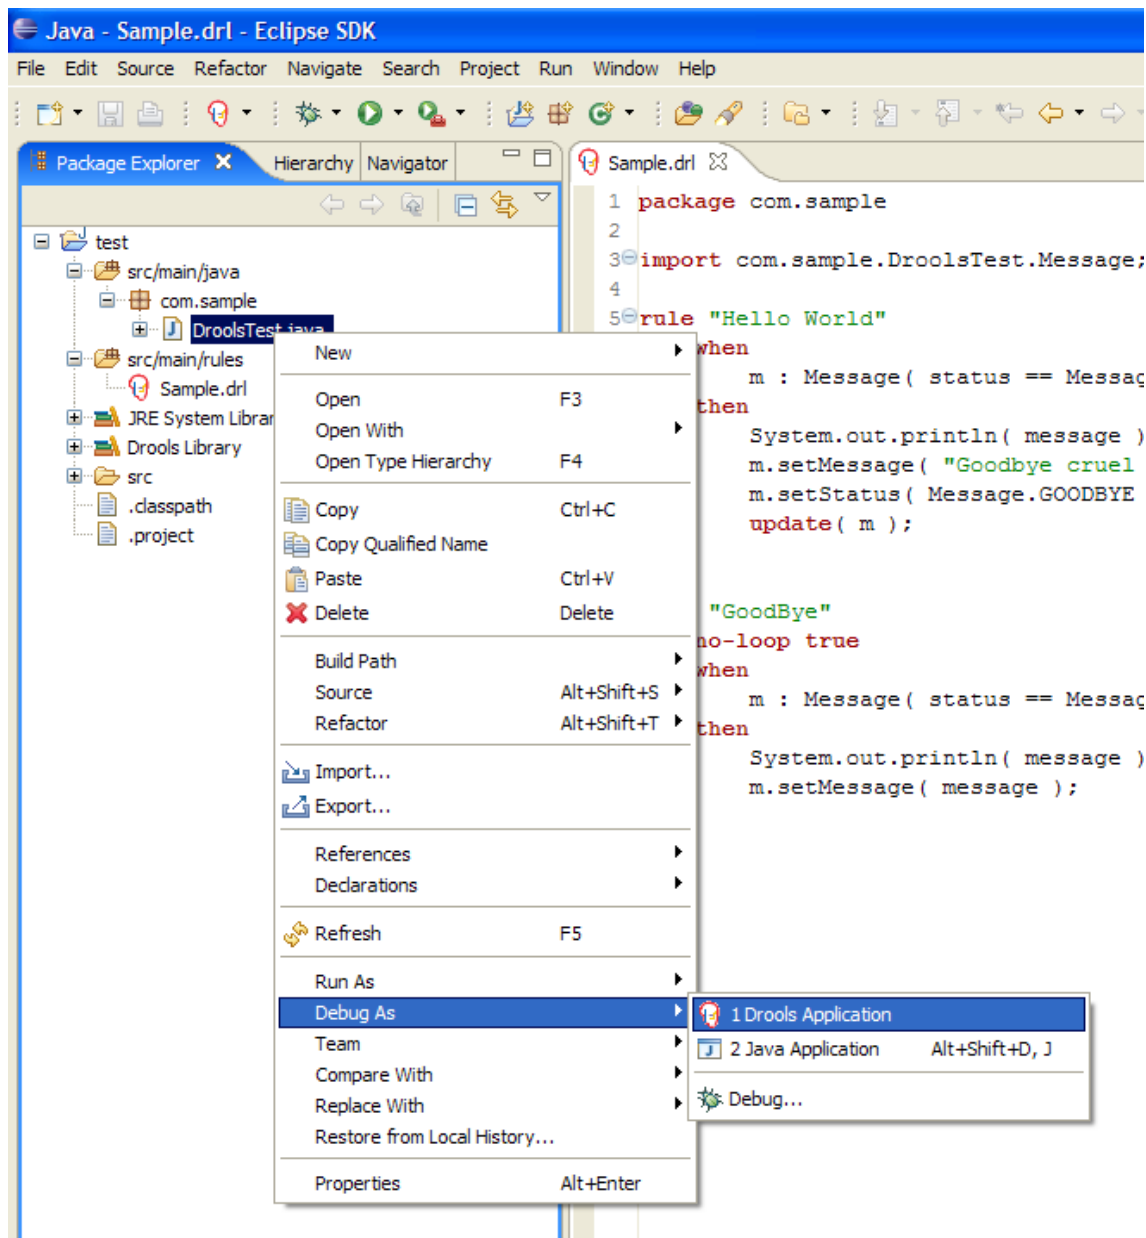 Java - Sample.drl - Eclipse SDK
File Edit Source Refactor Navigate Search Project Run Window Help
Package Explorer Hierarchy Navigator
test
src/main/java
com.sample
DroolsTest.java
src/main/rules
Sample.drl
JRE System Librar
Drools Library
src
.classpath
.project
Sample.drl
1 package com.sample
2
3 import com.sample.DroolsTest.Message;
4
5 rule "Hello World"
when
m : Message( status == Messag
then
System.out.println( message )
m.setMessage( "Goodbye cruel
m.setStatus( Message.GOODBYE
update( m );
"GoodBye"
no-loop true
when
m : Message( status == Messag
then
System.out.println( message )
m.setMessage( message );
New
Open F3
Open With
Open Type Hierarchy F4
Copy Ctrl+C
Copy Qualified Name
Paste Ctrl+V
Delete Delete
Build Path
Source Alt+Shift+S
Refactor Alt+Shift+T
Import...
Export...
References
Declarations
Refresh F5
Run As
Debug As
Team
Compare With
Replace With
Restore from Local History...
Properties Alt+Enter
1 Drools Application
2 Java Application Alt+Shift+D, J
Debug...